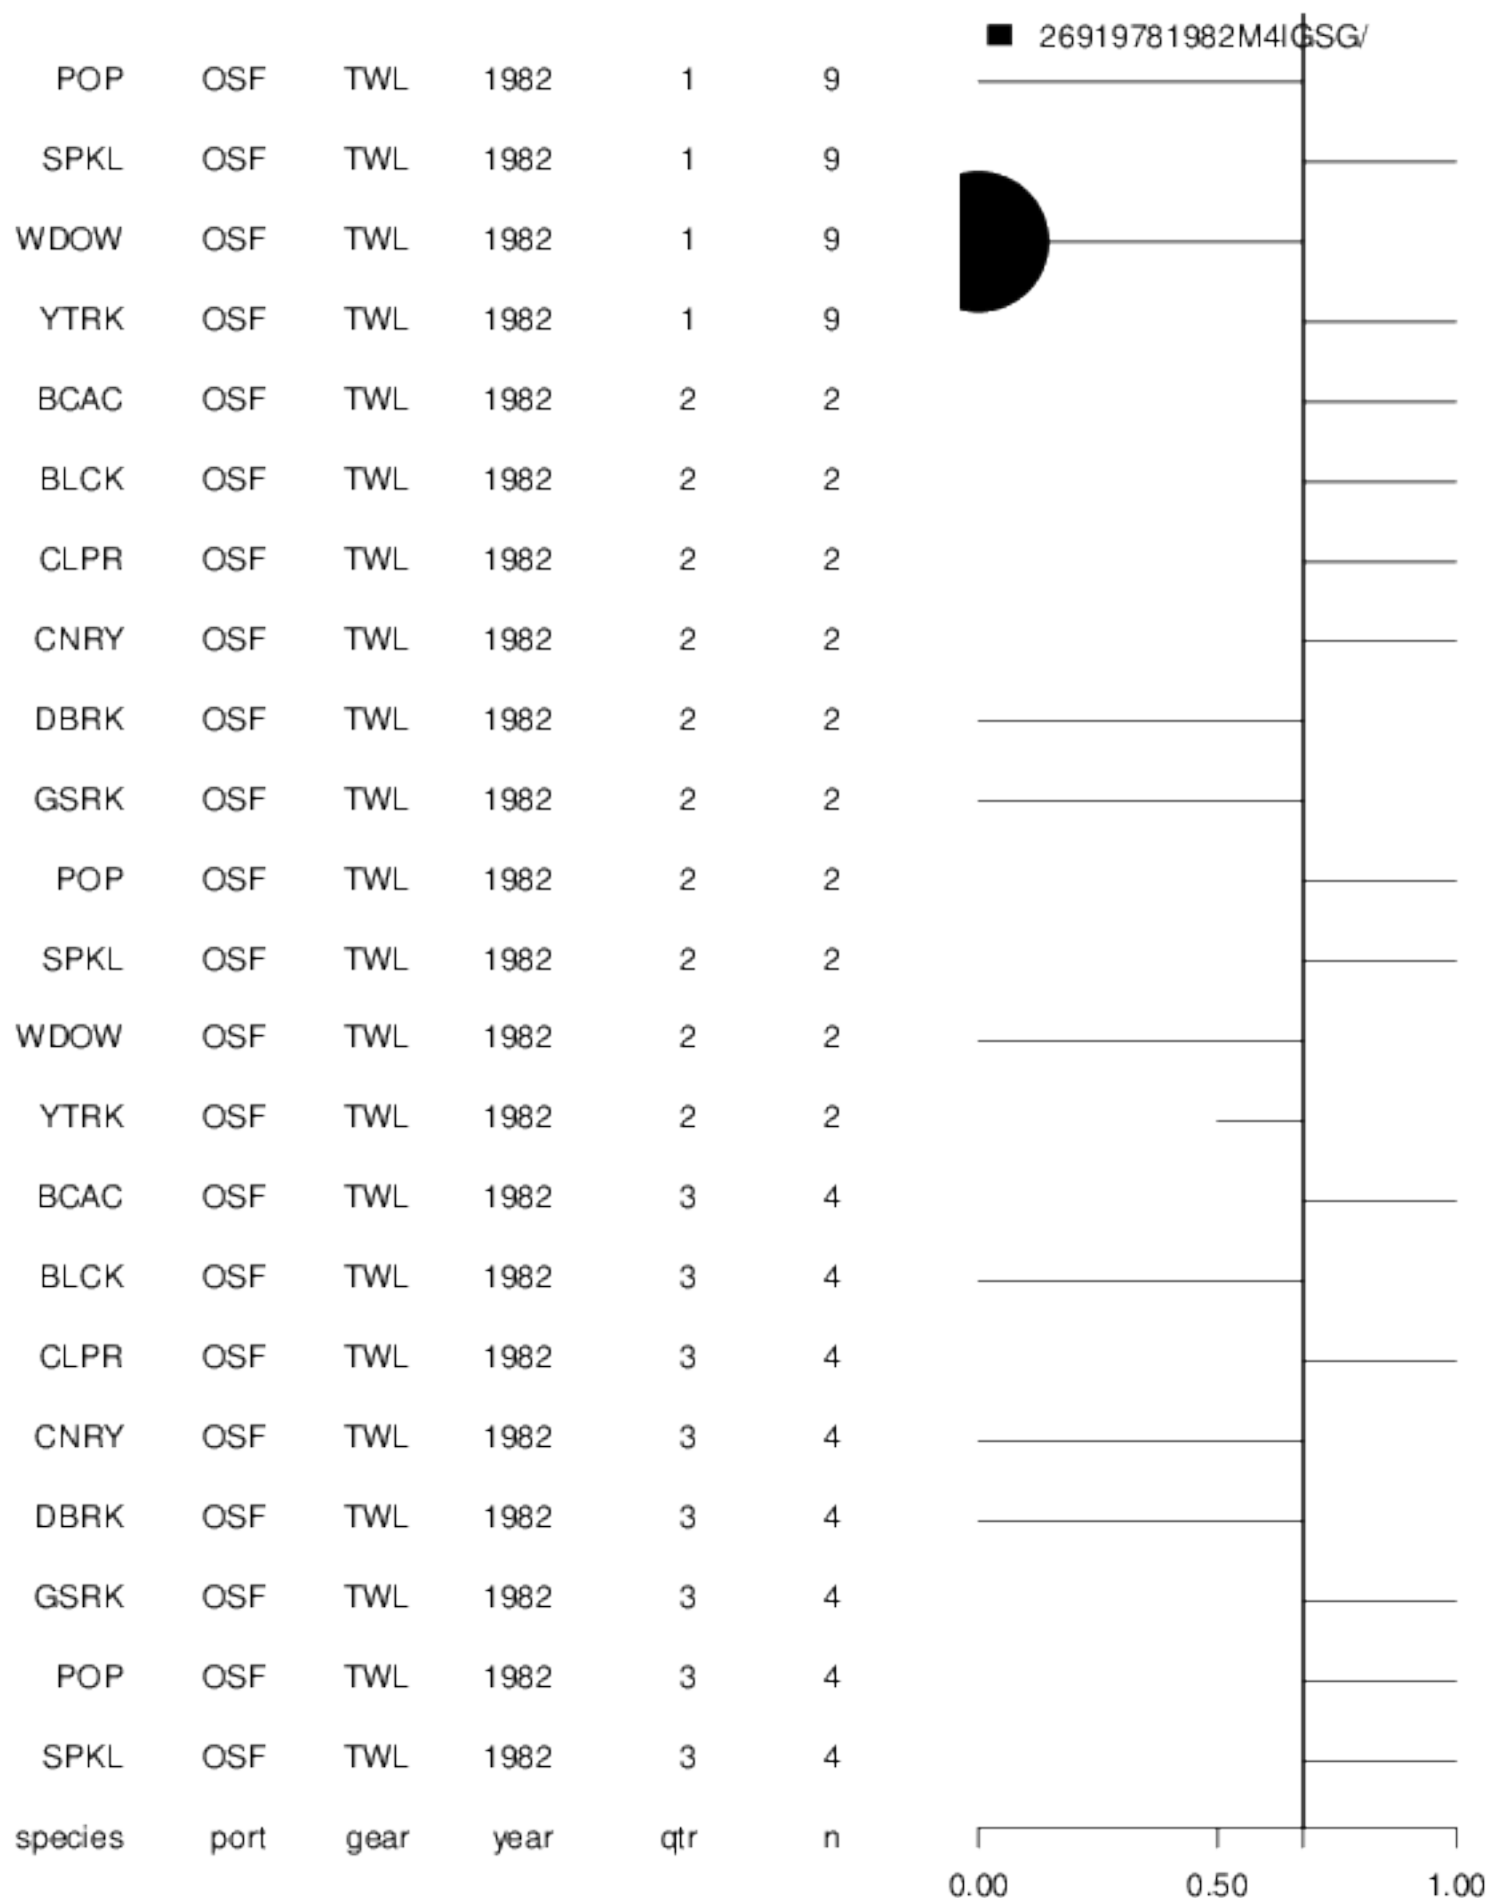 26919781982M4IGSG/
POP OSF TWL 1982 1 9
SPKL OSF TWL 1982 1 9
WDOW OSF TWL 1982 1 9
YTRK OSF TWL 1982 1 9
BCAC OSF TWL 1982 2 2
BLCK OSF TWL 1982 2 2
CLPR OSF TWL 1982 2 2
CNRY OSF TWL 1982 2 2
DBRK OSF TWL 1982 2 2
GSRK OSF TWL 1982 2 2
POP OSF TWL 1982 2 2
SPKL OSF TWL 1982 2 2
WDOW OSF TWL 1982 2 2
YTRK OSF TWL 1982 2 2
BCAC OSF TWL 1982 3 4
BLCK OSF TWL 1982 3 4
CLPR OSF TWL 1982 3 4
CNRY OSF TWL 1982 3 4
DBRK OSF TWL 1982 3 4
GSRK OSF TWL 1982 3 4
POP OSF TWL 1982 3 4
SPKL OSF TWL 1982 3 4
species port gear year qtr n
0.00 0.50 1.00